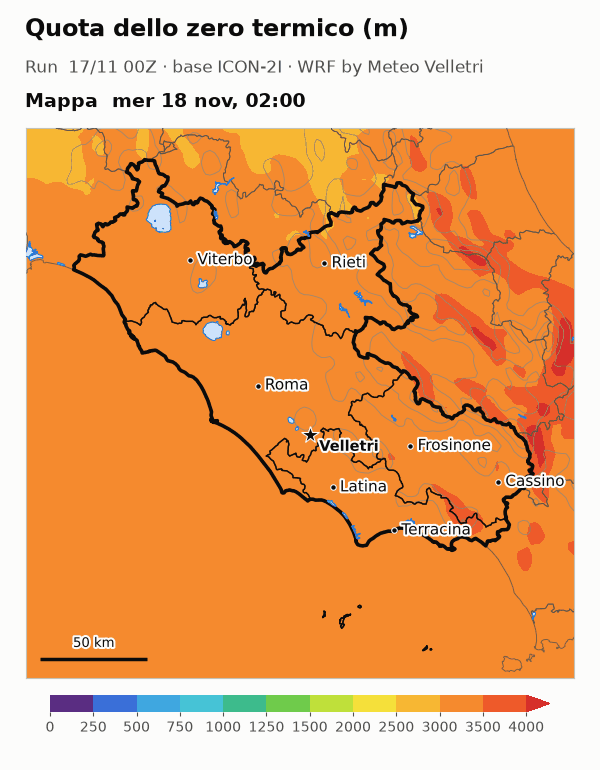 Quota dello zero termico (m)
Run  17/11 00Z · base ICON-2I · WRF by Meteo Velletri
Mappa  mer 18 nov, 02:00
Viterbo
Rieti
Roma
Velletri
Frosinone
Cassino
Latina
Terracina
50 km
0 250 500 750 1000 1250 1500 2000 2500 3000 3500 4000